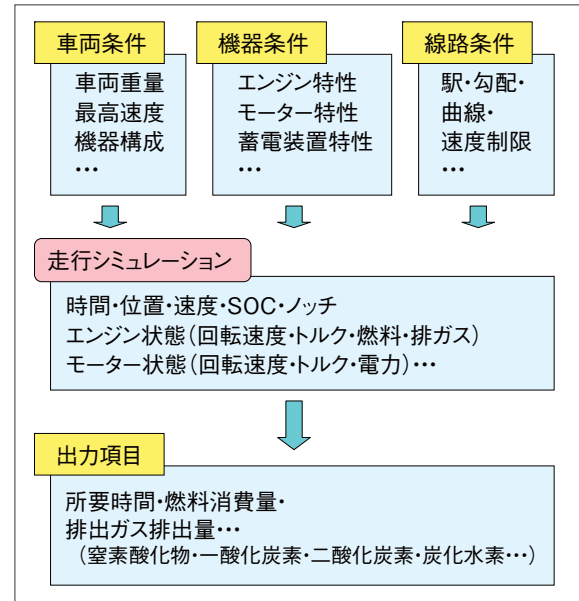 車両条件
車両重量
最高速度
機器構成
…
機器条件
エンジン特性
モーター特性
蓄電装置特性
…
線路条件
駅・勾配・
曲線・
速度制限
…
走行シミュレーション
時間・位置・速度・SOC・ノッチ
エンジン状態(回転速度・トルク・燃料・排ガス)
モーター状態(回転速度・トルク・電力)…
出力項目
所要時間・燃料消費量・
排出ガス排出量…
(窒素酸化物・一酸化炭素・二酸化炭素・炭化水素…)